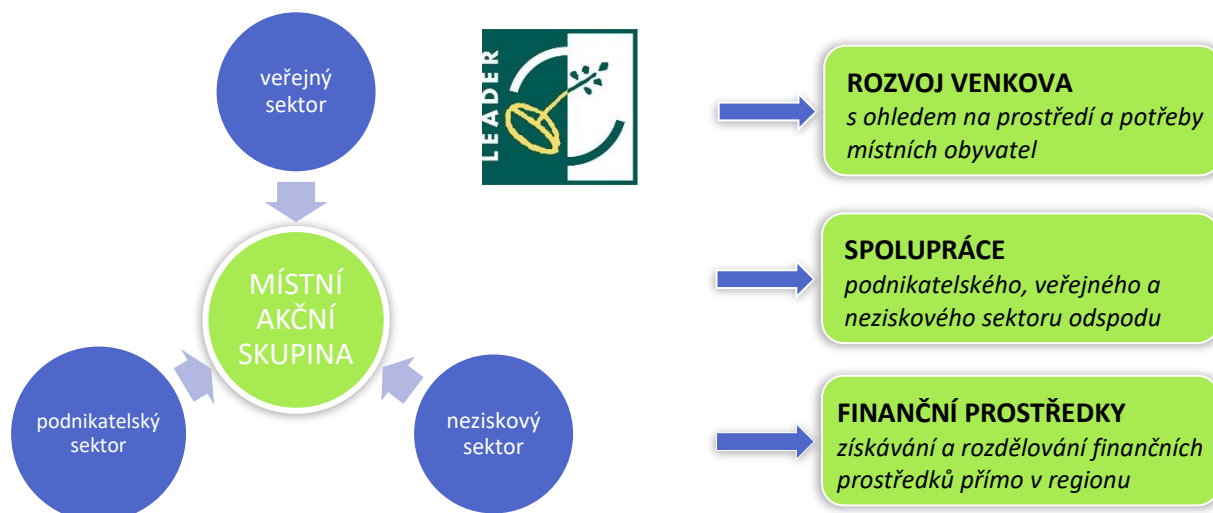 veřejný
sektor
LEADER
MÍSTNÍ
AKČNÍ
SKUPINA
podnikatelský
sektor
neziskový
sektor
ROZVOJ VENKOVA
s ohledem na prostředí a potřeby
místních obyvatel
SPOLUPRÁCE
podnikatelského, veřejného a
neziskového sektoru odspodu
FINANČNÍ PROSTŘEDKY
získávání a rozdělování finančních
prostředků přímo v regionu